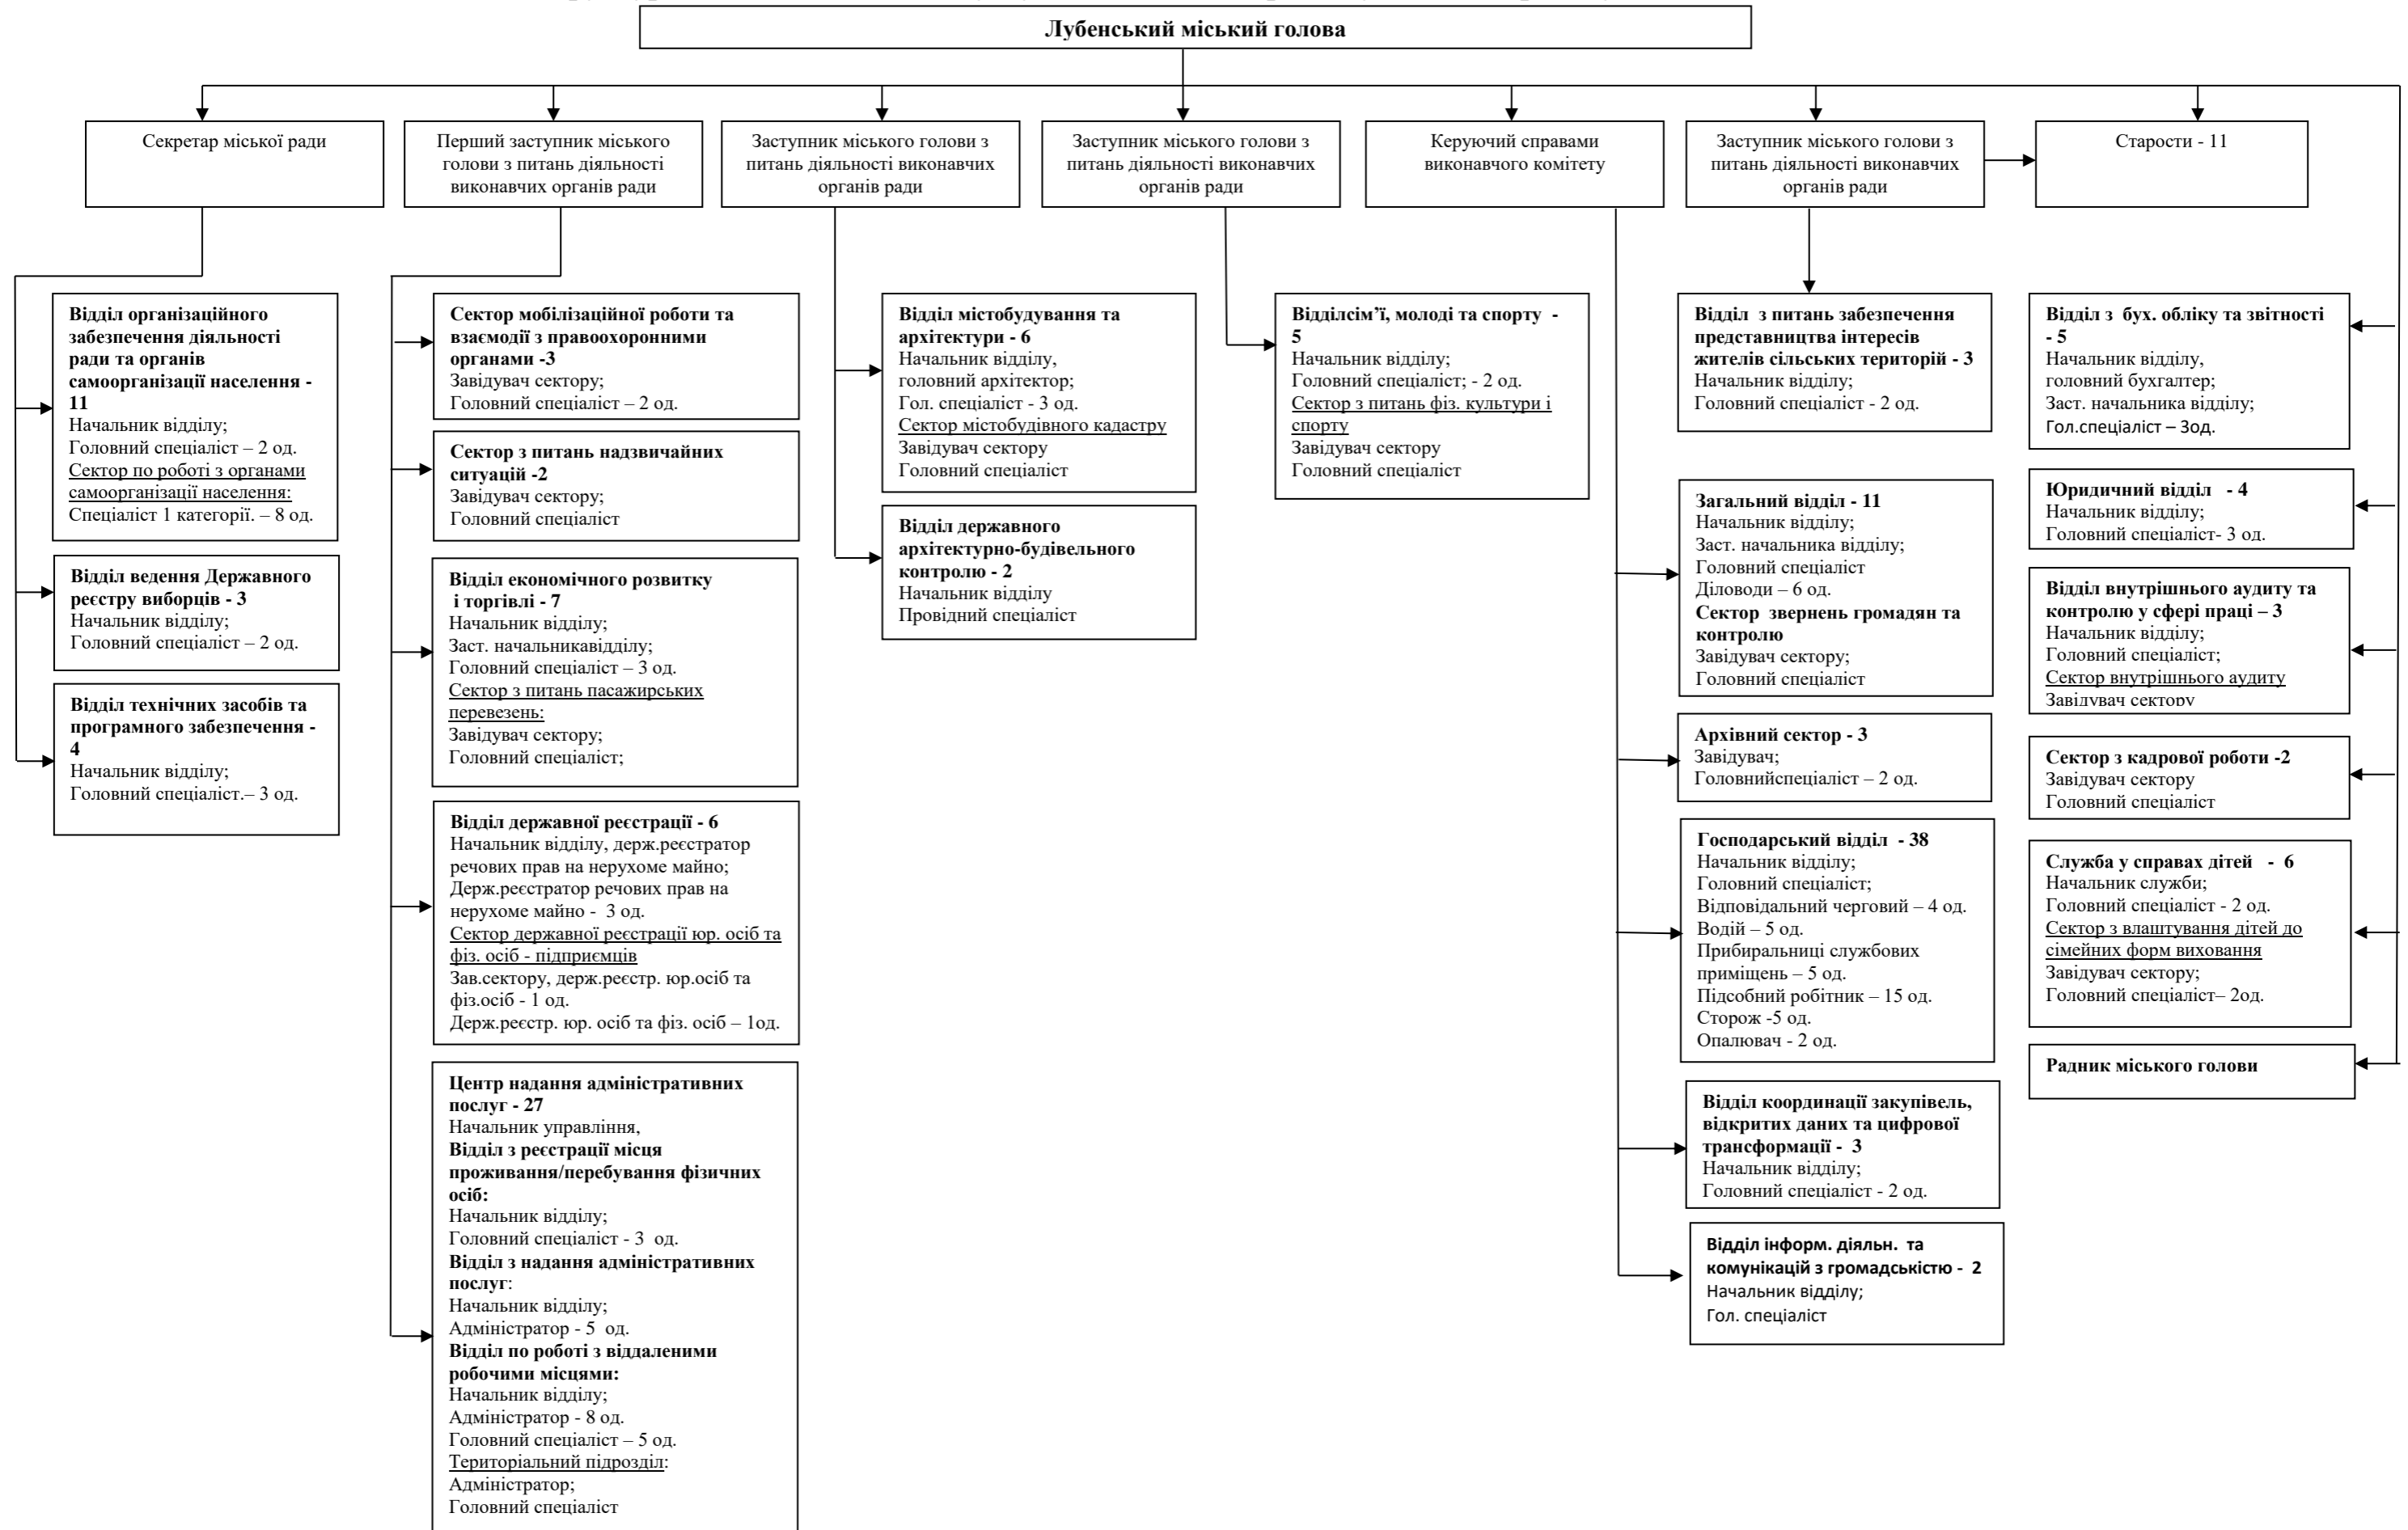 Лубенський міський голова
Секретар міської ради
Перший заступник міського
голови з питань діяльності
виконавчих органів ради
Заступник міського голови з
питань діяльності виконавчих
органів ради
Заступник міського голови з
питань діяльності виконавчих
органів ради
Керуючий справами
виконавчого комітету
Заступник міського голови з
питань діяльності виконавчих
органів ради
Старости - 11
Відділ організаційного
забезпечення діяльності
ради та органів
самоорганізації населення -
11
Начальник відділу;
Головний спеціаліст – 2 од.
Сектор по роботі з органами
самоорганізації населення:
Спеціаліст 1 категорії. – 8 од.
Відділ ведення Державного
реєстру виборців - 3
Начальник відділу;
Головний спеціаліст – 2 од.
Відділ технічних засобів та
програмного забезпечення -
4
Начальник відділу;
Головний спеціаліст.– 3 од.
Сектор мобілізаційної роботи та
взаємодії з правоохоронними
органами -3
Завідувач сектору;
Головний спеціаліст – 2 од.
Сектор з питань надзвичайних
ситуацій -2
Завідувач сектору;
Головний спеціаліст
Відділ економічного розвитку
і торгівлі - 7
Начальник відділу;
Заст. начальникавідділу;
Головний спеціаліст – 3 од.
Сектор з питань пасажирських
перевезень:
Завідувач сектору;
Головний спеціаліст;
Відділ державної реєстрації - 6
Начальник відділу, держ.реєстратор
речових прав на нерухоме майно;
Держ.реєстратор речових прав на
нерухоме майно - 3 од.
Сектор державної реєстрації юр. осіб та
фіз. осіб - підприємців
Зав.сектору, держ.реєстр. юр.осіб та
фіз.осіб - 1 од.
Держ.реєстр. юр. осіб та фіз. осіб – 1од.
Центр надання адміністративних
послуг - 27
Начальник управління,
Відділ з реєстрації місця
проживання/перебування фізичних
осіб:
Начальник відділу;
Головний спеціаліст - 3 од.
Відділ з надання адміністративних
послуг:
Начальник відділу;
Адміністратор - 5 од.
Відділ по роботі з віддаленими
робочими місцями:
Начальник відділу;
Адміністратор - 8 од.
Головний спеціаліст – 5 од.
Територіальний підрозділ:
Адміністратор;
Головний спеціаліст
Відділ містобудування та
архітектури - 6
Начальник відділу,
головний архітектор;
Гол. спеціаліст - 3 од.
Сектор містобудівного кадастру
Завідувач сектору
Головний спеціаліст
Відділ державного
архітектурно-будівельного
контролю - 2
Начальник відділу
Провідний спеціаліст
Відділсім’ї, молоді та спорту -
5
Начальник відділу;
Головний спеціаліст; - 2 од.
Сектор з питань фіз. культури і
спорту
Завідувач сектору
Головний спеціаліст
Відділ з питань забезпечення
представництва інтересів
жителів сільських територій - 3
Начальник відділу;
Головний спеціаліст - 2 од.
Загальний відділ - 11
Начальник відділу;
Заст. начальника відділу;
Головний спеціаліст
Діловоди – 6 од.
Сектор звернень громадян та
контролю
Завідувач сектору;
Головний спеціаліст
Архівний сектор - 3
Завідувач;
Головнийспеціаліст – 2 од.
Господарський відділ - 38
Начальник відділу;
Головний спеціаліст;
Відповідальний черговий – 4 од.
Водій – 5 од.
Прибиральниці службових
приміщень – 5 од.
Підсобний робітник – 15 од.
Сторож -5 од.
Опалювач - 2 од.
Відділ координації закупівель,
відкритих даних та цифрової
трансформації - 3
Начальник відділу;
Головний спеціаліст - 2 од.
Відділ інформ. діяльн. та
комунікацій з громадськістю - 2
Начальник відділу;
Гол. спеціаліст
Відділ з бух. обліку та звітності
- 5
Начальник відділу,
головний бухгалтер;
Заст. начальника відділу;
Гол.спеціаліст – 3од.
Юридичний відділ - 4
Начальник відділу;
Головний спеціаліст- 3 од.
Відділ внутрішнього аудиту та
контролю у сфері праці – 3
Начальник відділу;
Головний спеціаліст;
Сектор внутрішнього аудиту
Завідувач сектору
Сектор з кадрової роботи -2
Завідувач сектору
Головний спеціаліст
Служба у справах дітей - 6
Начальник служби;
Головний спеціаліст - 2 од.
Сектор з влаштування дітей до
сімейних форм виховання
Завідувач сектору;
Головний спеціаліст– 2од.
Радник міського голови